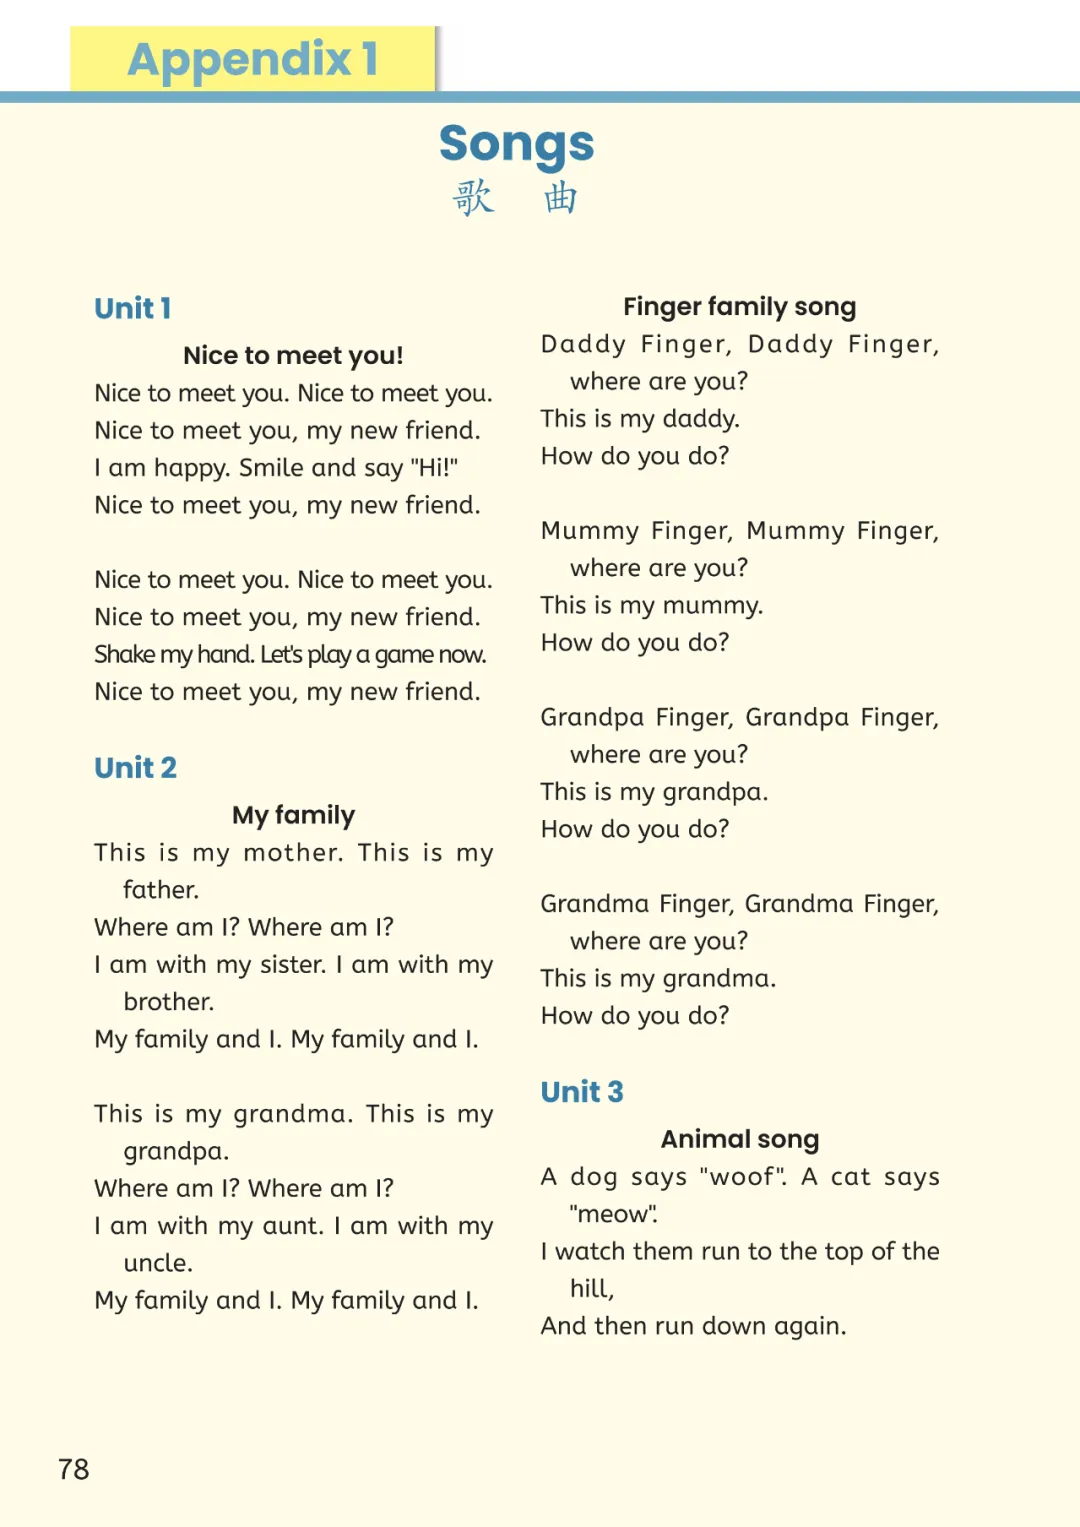 Appendix 1
Songs
歌 曲
Unit 1
Nice to meet you!
Nice to meet you. Nice to meet you.
Nice to meet you, my new friend.
I am happy. Smile and say "Hi!"
Nice to meet you, my new friend.
Nice to meet you. Nice to meet you.
Nice to meet you, my new friend.
Shake my hand. Let's play a game now.
Nice to meet you, my new friend.
Unit 2
My family
This is my mother. This is my
father.
Where am I? Where am I?
I am with my sister. I am with my
brother.
My family and I. My family and I.
This is my grandma. This is my
grandpa.
Where am I? Where am I?
I am with my aunt. I am with my
uncle.
My family and I. My family and I.
Finger family song
Daddy Finger, Daddy Finger,
where are you?
This is my daddy.
How do you do?
Mummy Finger, Mummy Finger,
where are you?
This is my mummy.
How do you do?
Grandpa Finger, Grandpa Finger,
where are you?
This is my grandpa.
How do you do?
Grandma Finger, Grandma Finger,
where are you?
This is my grandma.
How do you do?
Unit 3
Animal song
A dog says "woof". A cat says
"meow".
I watch them run to the top of the
hill,
And then run down again.
78